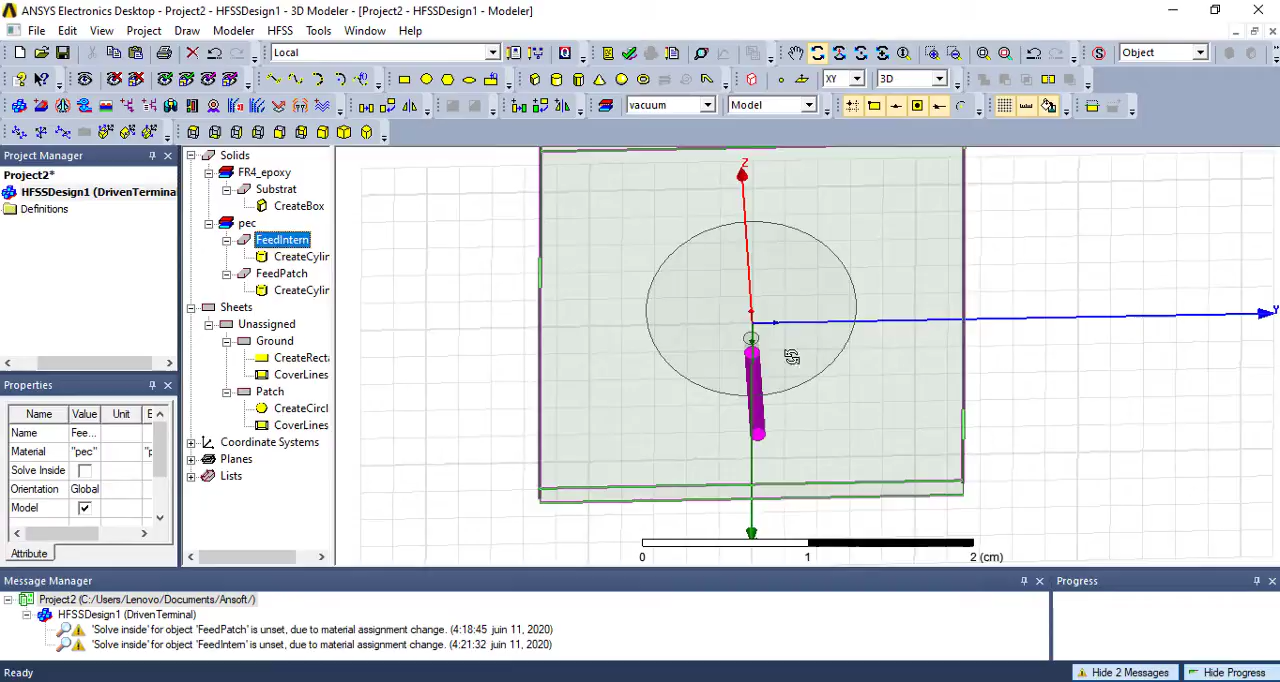 ANSYS Electronics Desktop - Project2 - HFSSDesign1 - 3D Modeler - [Project2 - HFSSDesign1 - Modeler]
File Edit View Project Draw Modeler HFSS Tools Window Help
Local
Object
XY
3D
vacuum
Model
Project Manager
Project2*
HFSSDesign1 (DrivenTermina
Definitions
Solids
FR4_epoxy
Substrat
CreateBox
pec
FeedIntern
CreateCylir
FeedPatch
CreateCylir
Sheets
Unassigned
Ground
CreateRect
CoverLines
Patch
CreateCircl
CoverLines
Coordinate Systems
Planes
Lists
Properties
Name Value Unit E
Name Fee...
Material "pec" "p
Solve Inside
Orientation Global
Model
Attribute
Z
Y
0 1 2 (cm)
Message Manager
Project2 (C:/Users/Lenovo/Documents/Ansoft/)
HFSSDesign1 (DrivenTerminal)
'Solve inside' for object 'FeedPatch' is unset, due to material assignment change. (4:18:45 juin 11, 2020)
'Solve inside' for object 'FeedIntern' is unset, due to material assignment change. (4:21:32 juin 11, 2020)
Progress
Ready
Hide 2 Messages
Hide Progress